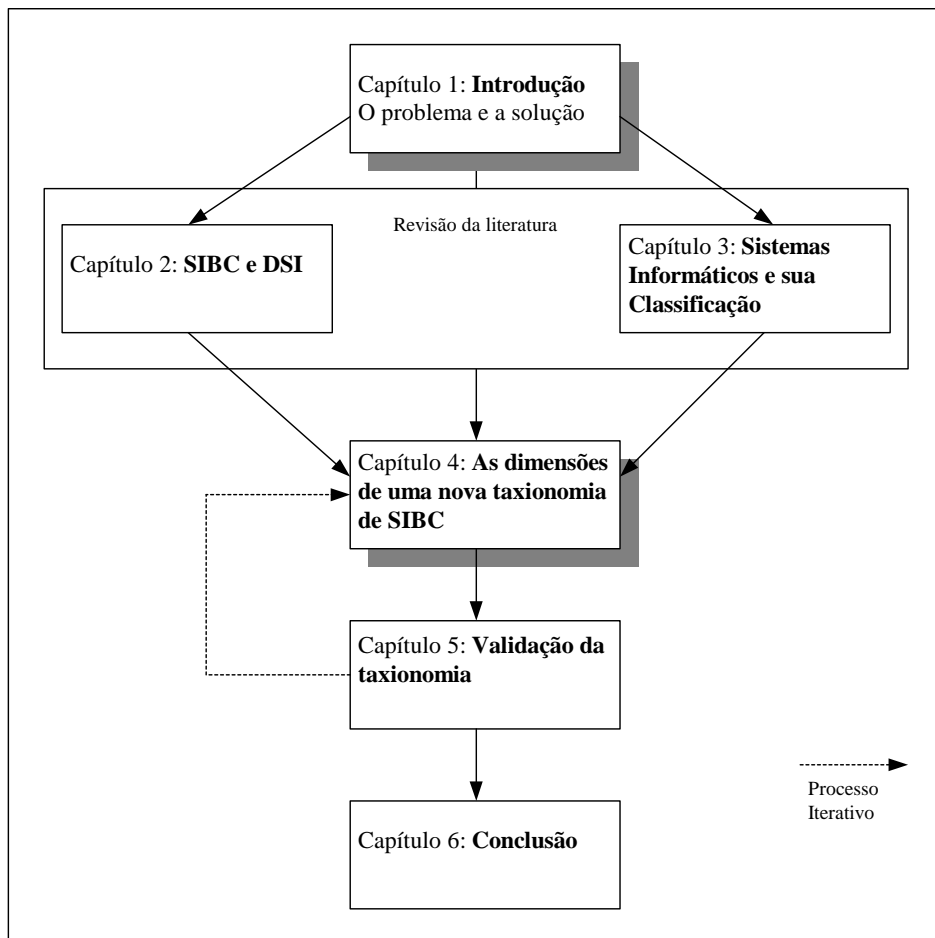 Capítulo 1: Introdução
O problema e a solução
Revisão da literatura
Capítulo 2: SIBC e DSI
Capítulo 3: Sistemas
Informáticos e sua
Classificação
Capítulo 4: As dimensões
de uma nova taxionomia
de SIBC
Capítulo 5: Validação da
taxionomia
Processo
Iterativo
Capítulo 6: Conclusão